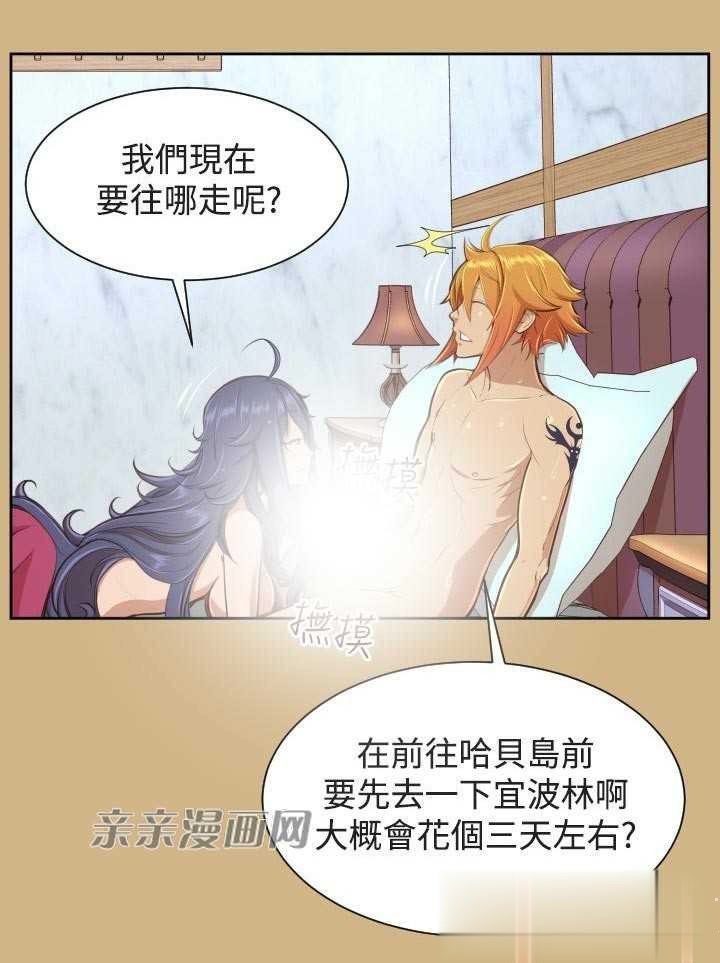 我們現在
要往哪走呢?
撫摸
撫摸
在前往哈貝島前
要先去一下宜波林啊
大概會花個三天左右?
亲亲漫画网